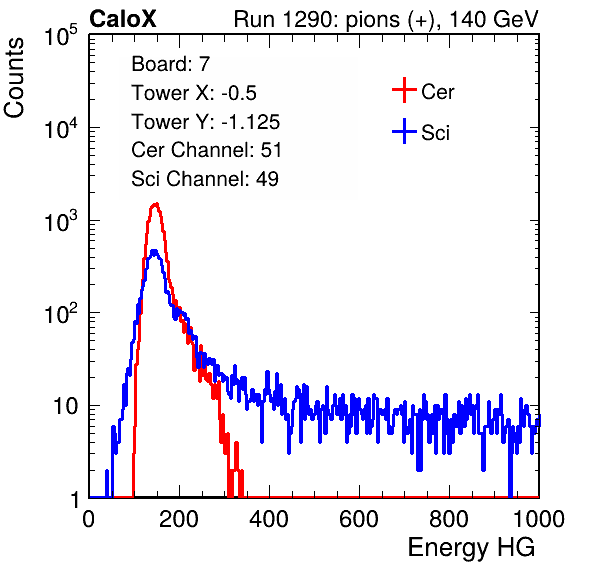 CaloX Run 1290: pions (+), 140 GeV
Counts
Board: 7
Tower X: -0.5
Tower Y: -1.125
Cer Channel: 51
Sci Channel: 49
Cer
Sci
10^5
10^4
10^3
10^2
10
1
0 200 400 600 800 1000
Energy HG